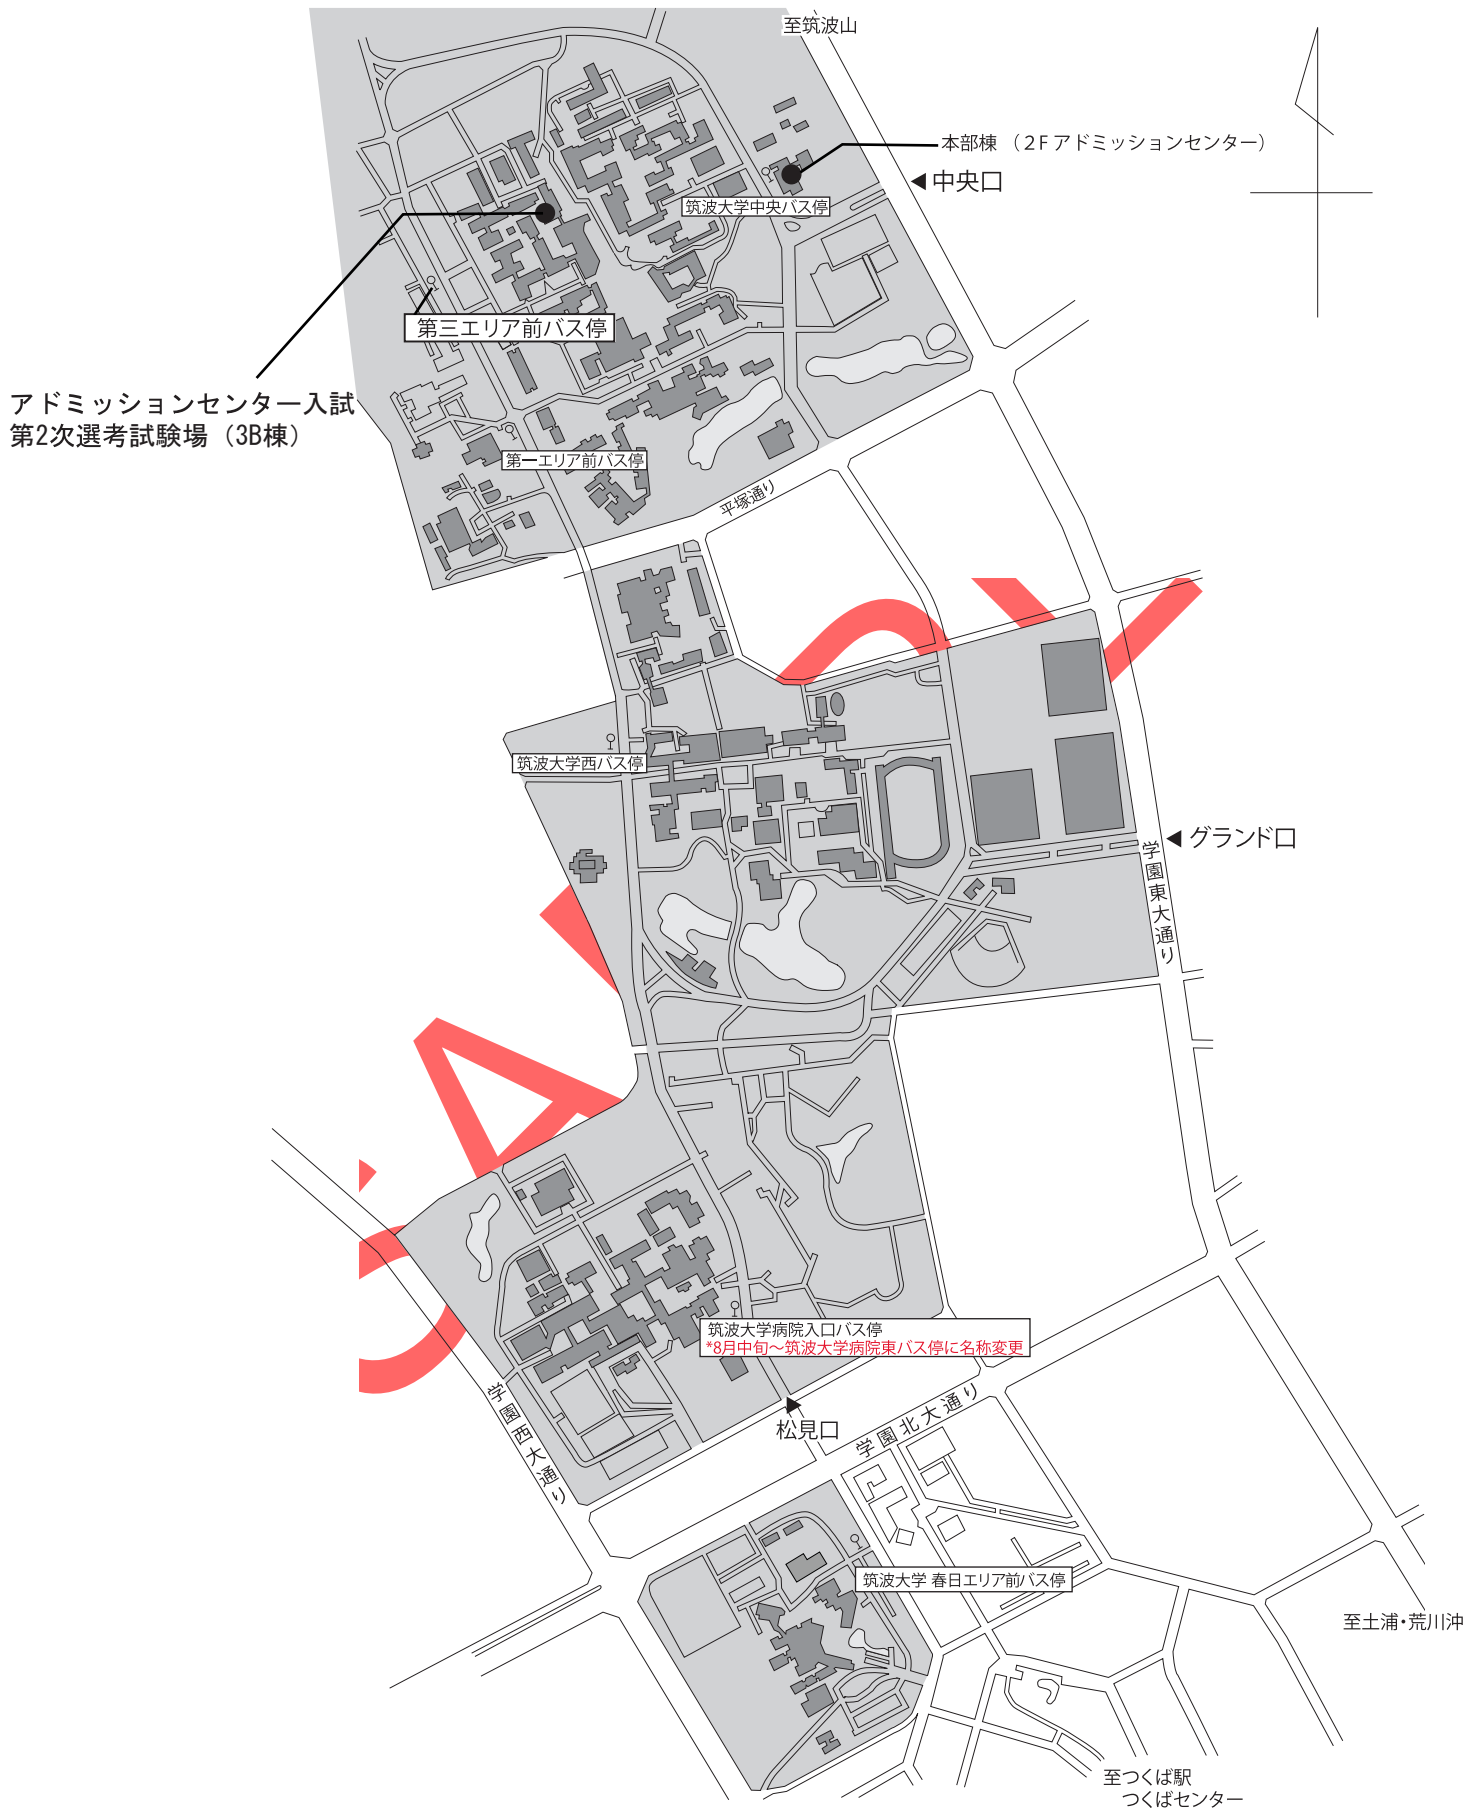 至筑波山
本部棟 （２F アドミッションセンター）
中央口
筑波大学中央バス停
第三エリア前バス停
アドミッションセンター入試
第2次選考試験場（3B棟）
第一エリア前バス停
平塚通り
筑波大学西バス停
グランド口
学園東大通り
筑波大学病院入口バス停
*8月中旬～筑波大学病院東バス停に名称変更
松見口
学園北大通り
学園西大通り
筑波大学 春日エリア前バス停
至土浦・荒川沖
至つくば駅
つくばセンター